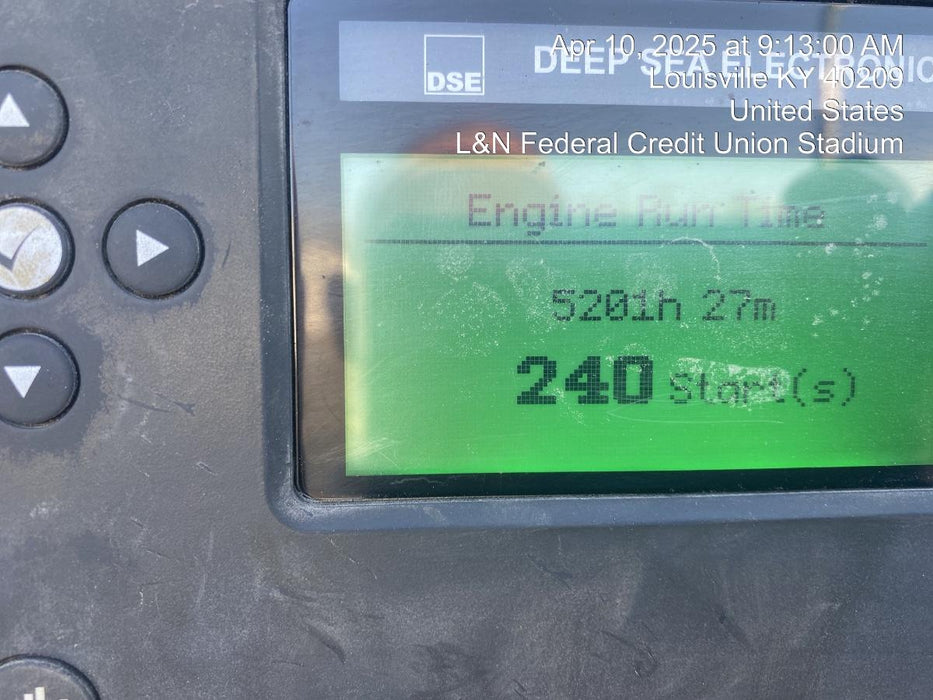 Apr 10, 2025 at 9:13:00 AM
Louisville KY 40209
United States
L&N Federal Credit Union Stadium
DSE
DEEP SEA ELECTRONIC
Engine Run Time
5201h 27m
240 Start(s)